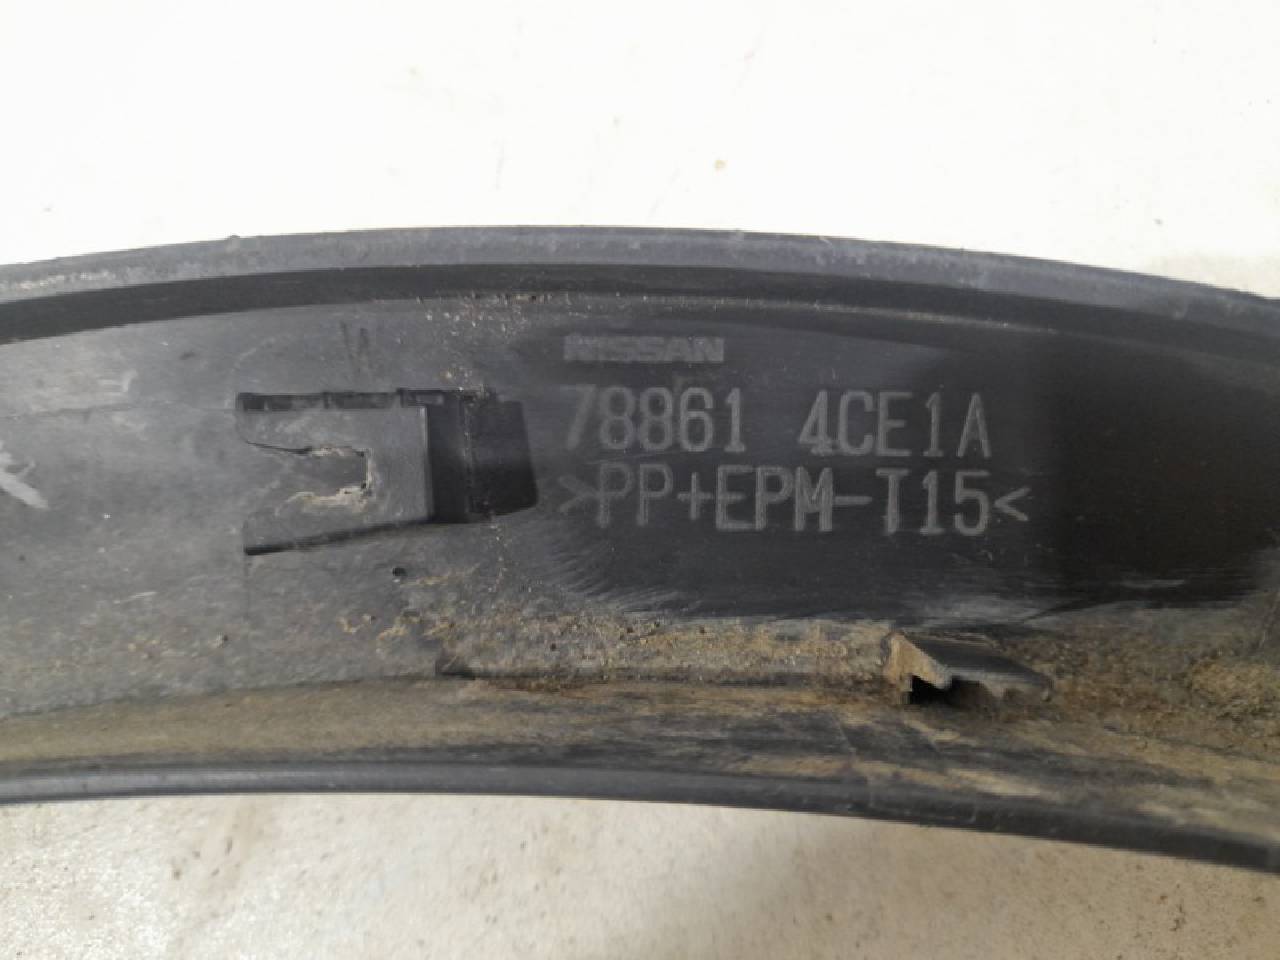 NISSAN
78861 4CE1A
>PP+EPM-T15<